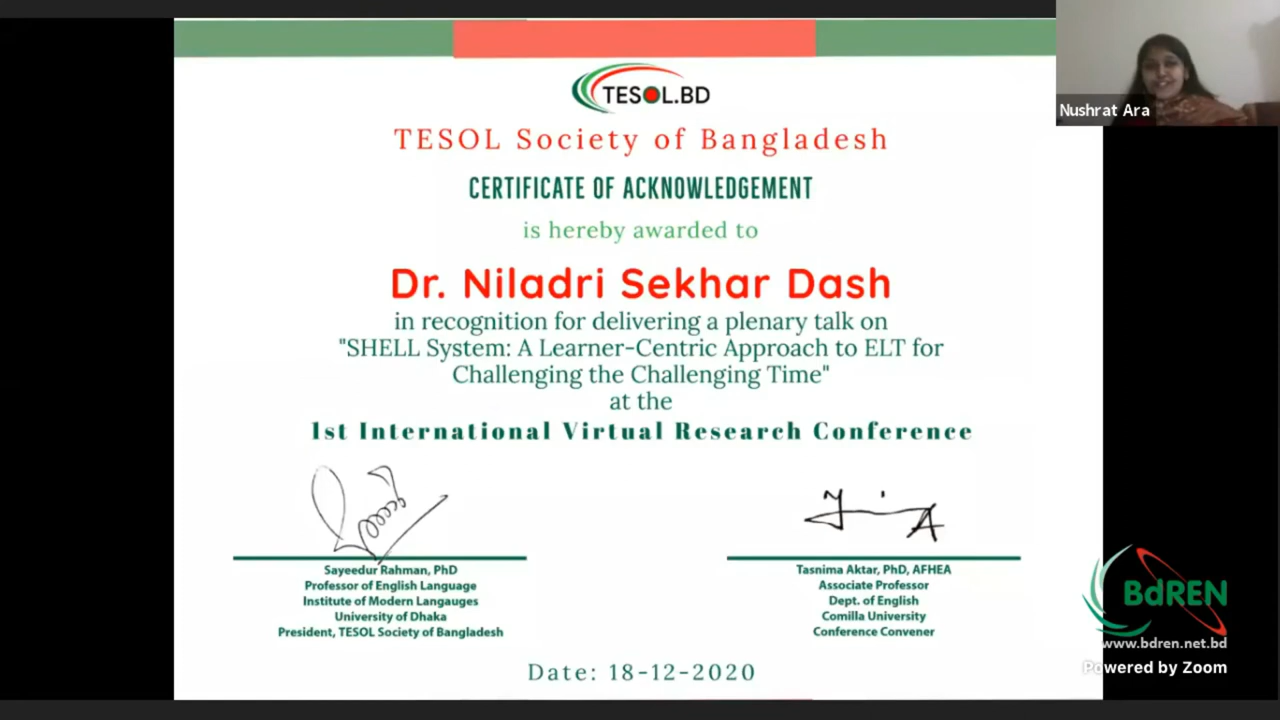 TESOL.BD
TESOL Society of Bangladesh
CERTIFICATE OF ACKNOWLEDGEMENT
is hereby awarded to
Dr. Niladri Sekhar Dash
in recognition for delivering a plenary talk on
"SHELL System: A Learner-Centric Approach to ELT for
Challenging the Challenging Time"
at the
1st International Virtual Research Conference
Sayeedur Rahman, PhD
Professor of English Language
Institute of Modern Langauges
University of Dhaka
President, TESOL Society of Bangladesh
Tasnima Aktar, PhD, AFHEA
Associate Professor
Dept. of English
Comilla University
Conference Convener
Date: 18-12-2020
Nushrat Ara
BdREN
www.bdren.net.bd
Powered by Zoom